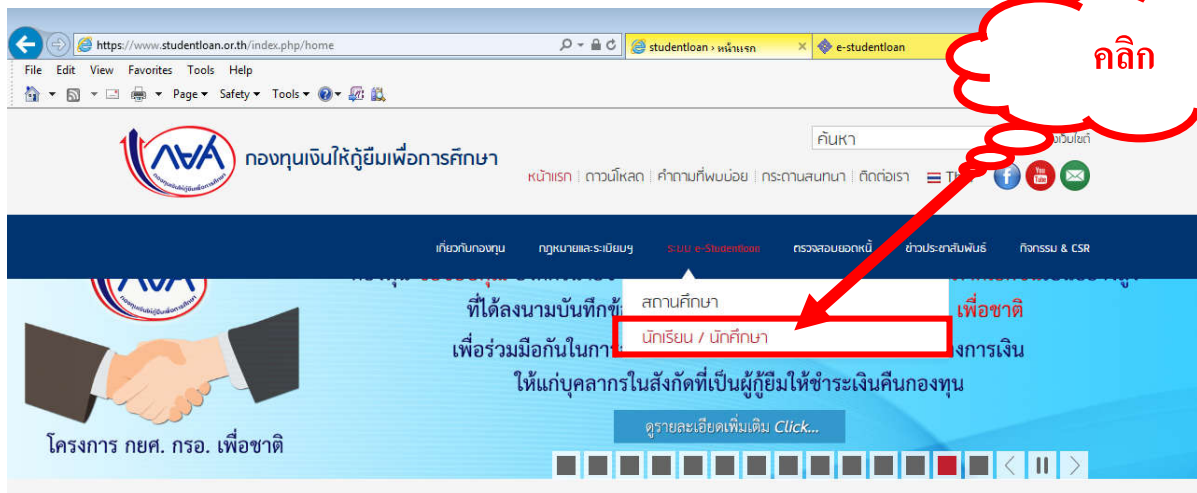 https://www.studentloan.or.th/index.php/home
studentloan › หน้าแรก
e-studentloan
คลิก
File Edit View Favorites Tools Help
Page Safety Tools
กยศ
กองทุนเงินให้กู้ยืมเพื่อการศึกษา
ค้นหา
หน้าแรก | ดาวน์โหลด | คำถามที่พบบ่อย | กระดานสนทนา | ติดต่อเรา
You Tube
เกี่ยวกับกองทุน กฎหมายและระเบียบฯ ระบบ e-Studentloan ตรวจสอบยอดหนี้ ข่าวประชาสัมพันธ์ กิจกรรม & CSR
สถานศึกษา
นักเรียน / นักศึกษา
ที่ได้ลงนามบันทึก
เพื่อชาติ
เพื่อร่วมมือกันในการ
งการเงิน
ให้แก่บุคลากรในสังกัดที่เป็นผู้กู้ยืมให้ชำระเงินคืนกองทุน
ดูรายละเอียดเพิ่มเติม Click...
โครงการ กยศ. กรอ. เพื่อชาติ